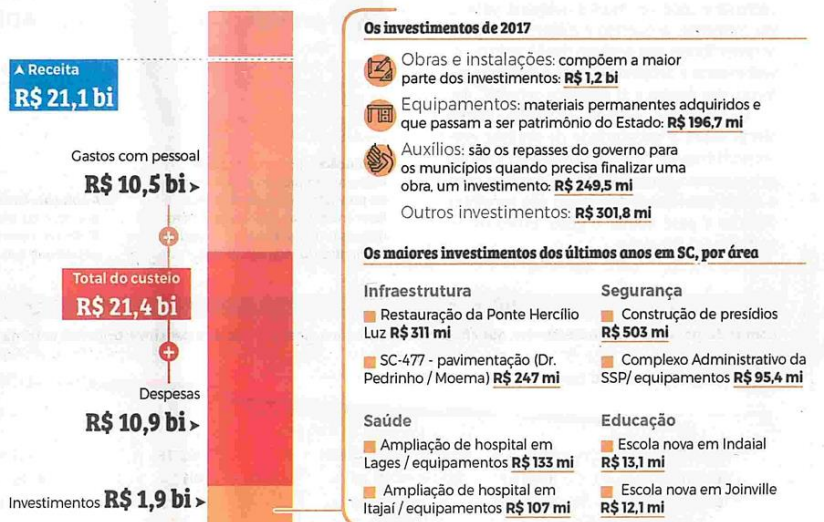 Receita
R$ 21,1 bi
Gastos com pessoal
R$ 10,5 bi
Total do custeio
R$ 21,4 bi
Despesas
R$ 10,9 bi
Investimentos R$ 1,9 bi
Os investimentos de 2017
Obras e instalações: compõem a maior
parte dos investimentos: R$ 1,2 bi
Equipamentos: materiais permanentes adquiridos e
que passam a ser patrimônio do Estado: R$ 196,7 mi
Auxílios: são os repasses do governo para
os municípios quando precisa finalizar uma
obra, um investimento: R$ 249,5 mi
Outros investimentos: R$ 301,8 mi
Os maiores investimentos dos últimos anos em SC, por área
Infraestrutura
Restauração da Ponte Hercílio
Luz R$ 311 mi
SC-477 - pavimentação (Dr.
Pedrinho / Moema) R$ 247 mi
Segurança
Construção de presídios
R$ 503 mi
Complexo Administrativo da
SSP/ equipamentos R$ 95,4 mi
Saúde
Ampliação de hospital em
Lages / equipamentos R$ 133 mi
Ampliação de hospital em
Itajaí / equipamentos R$ 107 mi
Educação
Escola nova em Indaial
R$ 13,1 mi
Escola nova em Joinville
R$ 12,1 mi